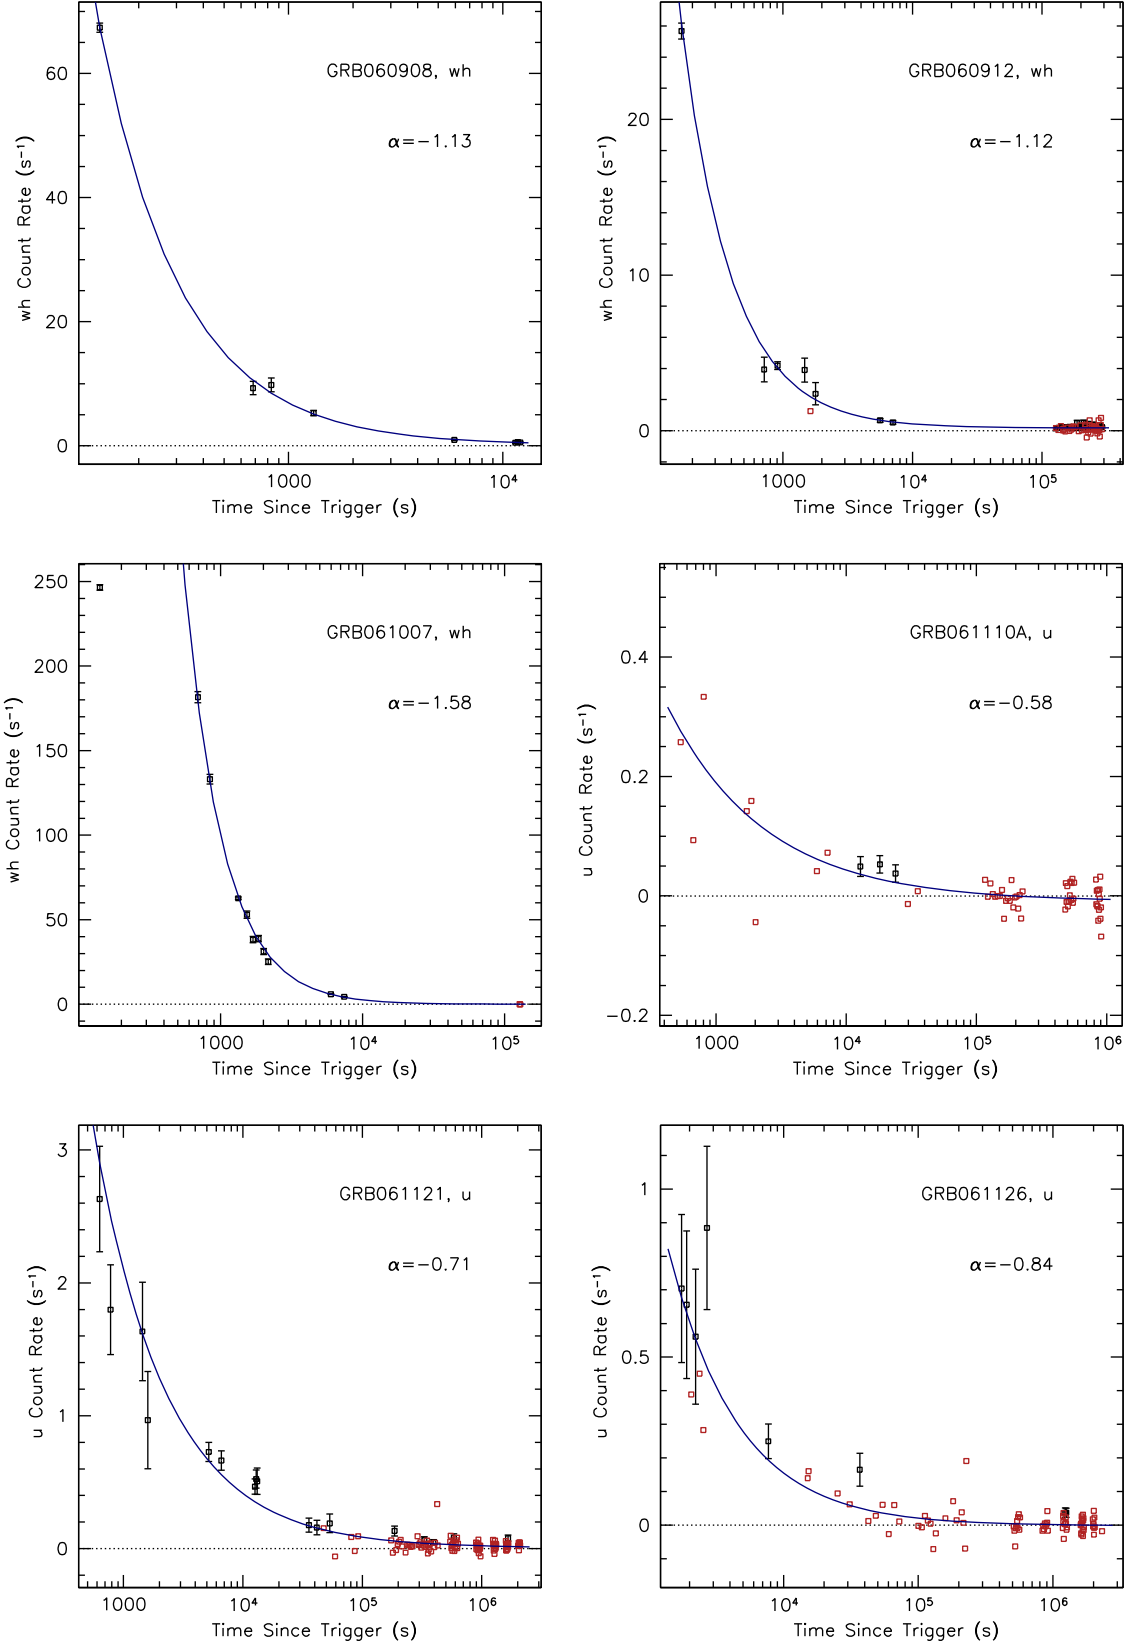 GRB060908, wh
α=−1.13
wh Count Rate (s⁻¹)
60
40
20
0
1000
10⁴
Time Since Trigger (s)
GRB060912, wh
α=−1.12
wh Count Rate (s⁻¹)
20
10
0
1000
10⁴
10⁵
Time Since Trigger (s)
GRB061007, wh
α=−1.58
wh Count Rate (s⁻¹)
250
200
150
100
50
0
1000
10⁴
10⁵
Time Since Trigger (s)
GRB061110A, u
α=−0.58
u Count Rate (s⁻¹)
0.4
0.2
0
−0.2
1000
10⁴
10⁵
10⁶
Time Since Trigger (s)
GRB061121, u
α=−0.71
u Count Rate (s⁻¹)
3
2
1
0
1000
10⁴
10⁵
10⁶
Time Since Trigger (s)
GRB061126, u
α=−0.84
u Count Rate (s⁻¹)
1
0.5
0
10⁴
10⁵
10⁶
Time Since Trigger (s)